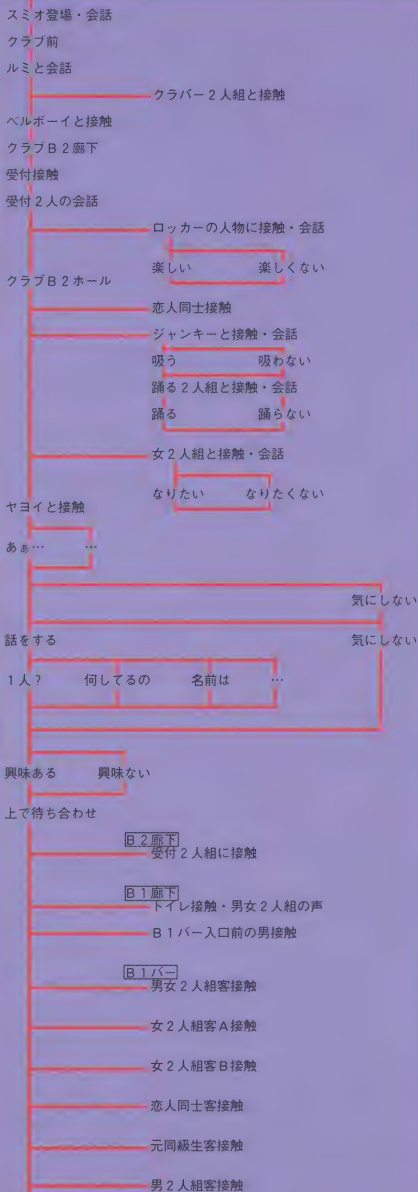 スミオ登場・会話
クラブ前
ルミと会話
クラバー２人組と接触
ベルボーイと接触
クラブＢ２廊下
受付接触
受付２人の会話
ロッカーの人物に接触・会話
楽しい　楽しくない
クラブＢ２ホール
恋人同士接触
ジャンキーと接触・会話
吸う　吸わない
踊る２人組と接触・会話
踊る　踊らない
女２人組と接触・会話
なりたい　なりたくない
ヤヨイと接触
あぁ…　…
気にしない
話をする　気にしない
１人？　何してるの　名前は　…
興味ある　興味ない
上で待ち合わせ
Ｂ２廊下
受付２人組に接触
Ｂ１廊下
トイレ接触・男女２人組の声
Ｂ１バー入口前の男接触
Ｂ１バー
男女２人組客接触
女２人組客Ａ接触
女２人組客Ｂ接触
恋人同士客接触
元同級生客接触
男２人組客接触